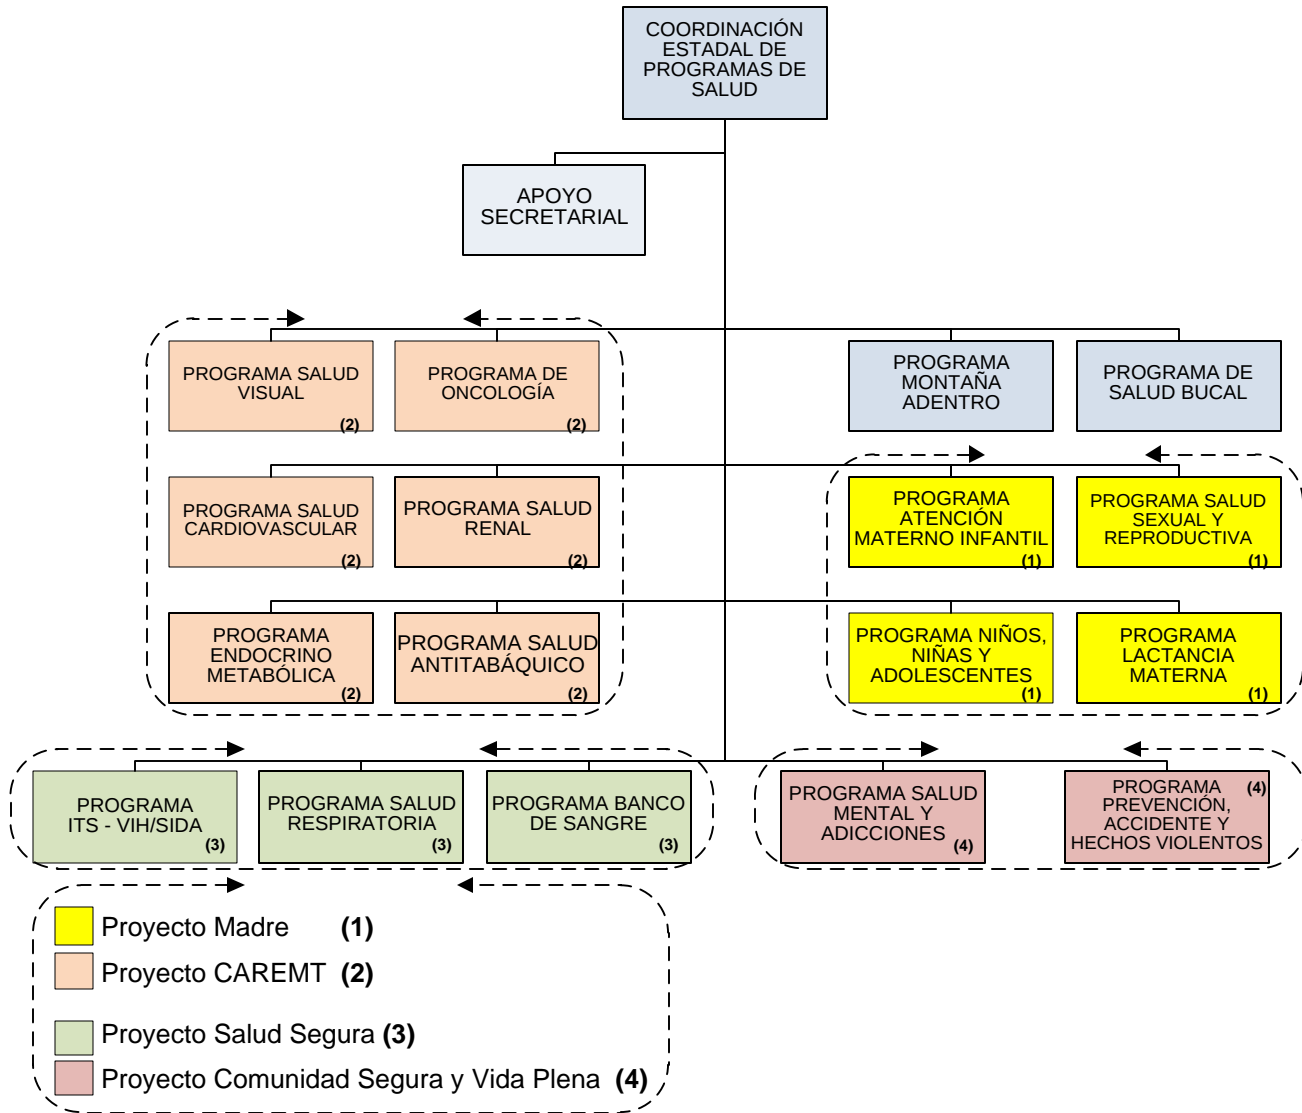 COORDINACIÓN
ESTADAL DE
PROGRAMAS DE
SALUD
APOYO
SECRETARIAL
PROGRAMA SALUD
VISUAL
(2)
PROGRAMA DE
ONCOLOGÍA
(2)
PROGRAMA
MONTAÑA
ADENTRO
PROGRAMA DE
SALUD BUCAL
PROGRAMA SALUD
CARDIOVASCULAR
(2)
PROGRAMA SALUD
RENAL
(2)
PROGRAMA
ATENCIÓN
MATERNO INFANTIL
(1)
PROGRAMA SALUD
SEXUAL Y
REPRODUCTIVA
(1)
PROGRAMA
ENDOCRINO
METABÓLICA
(2)
PROGRAMA SALUD
ANTITABÁQUICO
(2)
PROGRAMA NIÑOS,
NIÑAS Y
ADOLESCENTES
(1)
PROGRAMA
LACTANCIA
MATERNA
(1)
PROGRAMA
ITS - VIH/SIDA
(3)
PROGRAMA SALUD
RESPIRATORIA
(3)
PROGRAMA BANCO
DE SANGRE
(3)
PROGRAMA SALUD
MENTAL Y
ADICCIONES
(4)
PROGRAMA (4)
PREVENCIÓN,
ACCIDENTE Y
HECHOS VIOLENTOS
Proyecto Madre (1)
Proyecto CAREMT (2)
Proyecto Salud Segura (3)
Proyecto Comunidad Segura y Vida Plena (4)